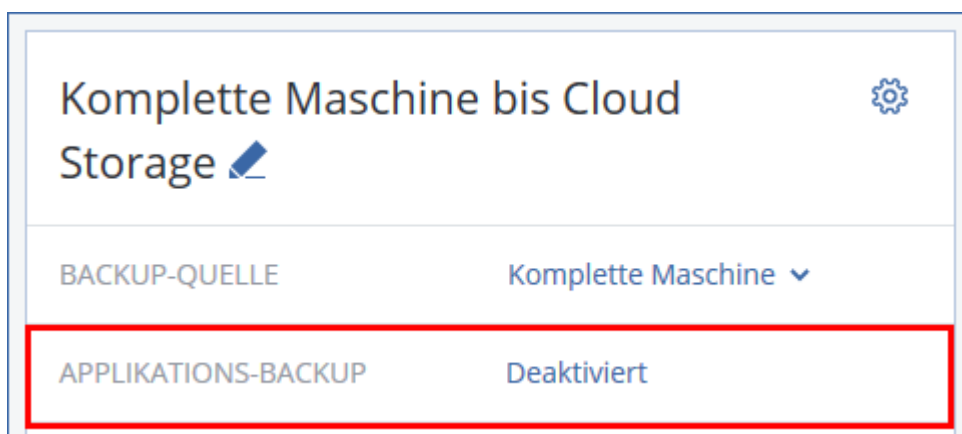 Komplette Maschine bis Cloud
Storage
BACKUP-QUELLE Komplette Maschine
APPLIKATIONS-BACKUP Deaktiviert